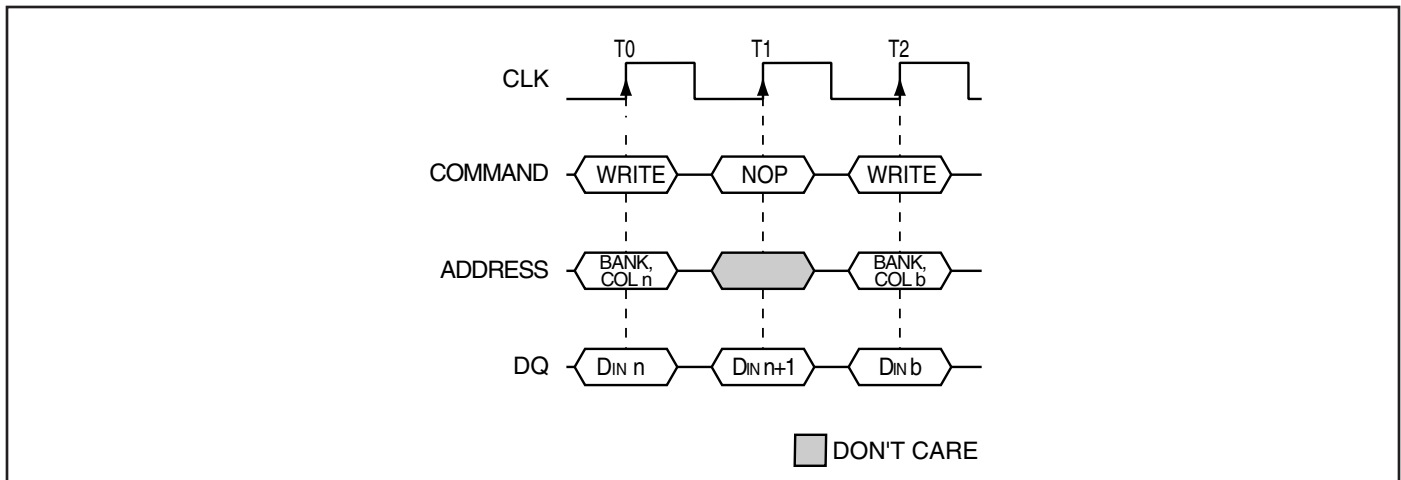 T0 T1 T2
CLK
COMMAND WRITE NOP WRITE
ADDRESS BANK, COL n BANK, COL b
DQ DIN n DIN n+1 DIN b
DON'T CARE